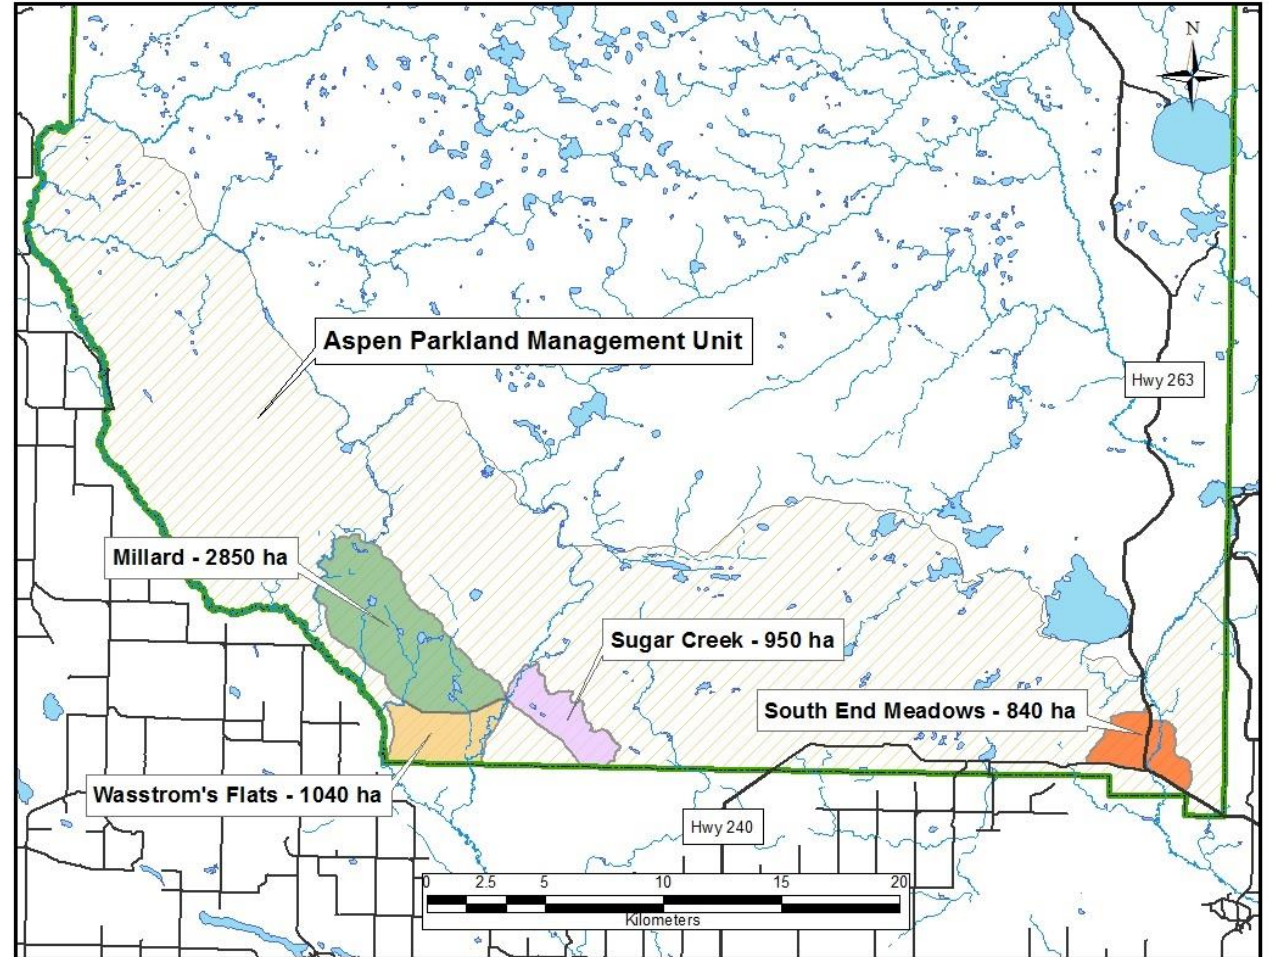 N
Aspen Parkland Management Unit
Hwy 263
Millard - 2850 ha
Sugar Creek - 950 ha
South End Meadows - 840 ha
Wasstrom's Flats - 1040 ha
Hwy 240
0 2.5 5 10 15 20
Kilometers